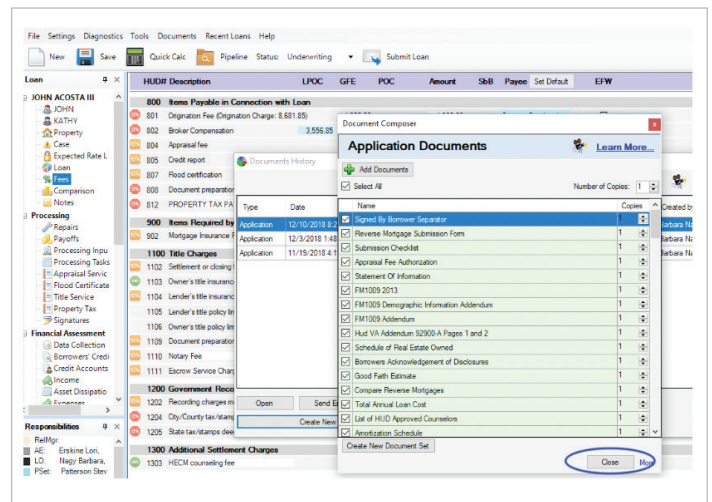 File Settings Diagnostics Tools Documents Recent Loans Help
New Save Quick Calc Pipeline Status: Underwriting Submit Loan
Loan
JOHN ACOSTA III
JOHN
KATHY
Property
Case
Expected Rate L
Loan
Fees
Comparison
Notes
Processing
Repairs
Payoffs
Processing Inpu
Processing Tasks
Appraisal Servic
Flood Certificate
Title Service
Property Tax
Signatures
Financial Assessment
Data Collection
Borrowers' Credi
Credit Accounts
Income
Asset Dissipatio
Expenses
Responsibilities
RelMgr:
AE: Erskine Lori,
LO: Nagy Barbara,
PSet: Patterson Stev
HUD# Description LPOC GFE POC Amount SbB Payee Set Default EFW
800 Items Payable in Connection with Loan
801 Origination Fee (Origination Charge: 8,681.85)
802 Broker Compensation 3,556.85
804 Appraisal fee
805 Credit report
807 Flood certification
808 Document preparation
812 PROPERTY TAX PA
900 Items Required by
902 Mortgage Insurance F
1100 Title Charges
1102 Settlement or closing
1103 Owner's title insuranc
1104 Lender's title insuranc
1105 Lender's title policy lim
1106 Owner's title policy lim
1109 Document preparation
1110 Notary Fee
1111 Escrow Service Char
1200 Government Reco
1202 Recording charges m
1204 City/County tax/stamp
1205 State tax/stamps dee
1300 Additional Settlement Charges
1303 HECM counseling fee
Documents History
Type Date Created by
Application 12/10/2018 8:2 Barbara Na
Application 12/3/2018 1:48 Barbara Na
Application 11/19/2018 4:1 Barbara Na
Open Send E
Create New
Document Composer
x
Application Documents Learn More...
Add Documents
Select All Number of Copies: 1
Name Copies
Signed By Borrower Separator 1
Reverse Mortgage Submission Form 1
Submission Checklist 1
Appraisal Fee Authorization 1
Statement Of Information 1
FM1009 2013 1
FM1009 Demographic Information Addendum 1
FM1009 Addendum 1
Hud VA Addendum 92900-A Pages 1 and 2 1
Schedule of Real Estate Owned 1
Borrowers Acknowledgement of Disclosures 1
Good Faith Estimate 1
Compare Reverse Mortgages 1
Total Annual Loan Cost 1
List of HUD Approved Counselors 1
Amortization Schedule 1
Create New Document Set
Close More